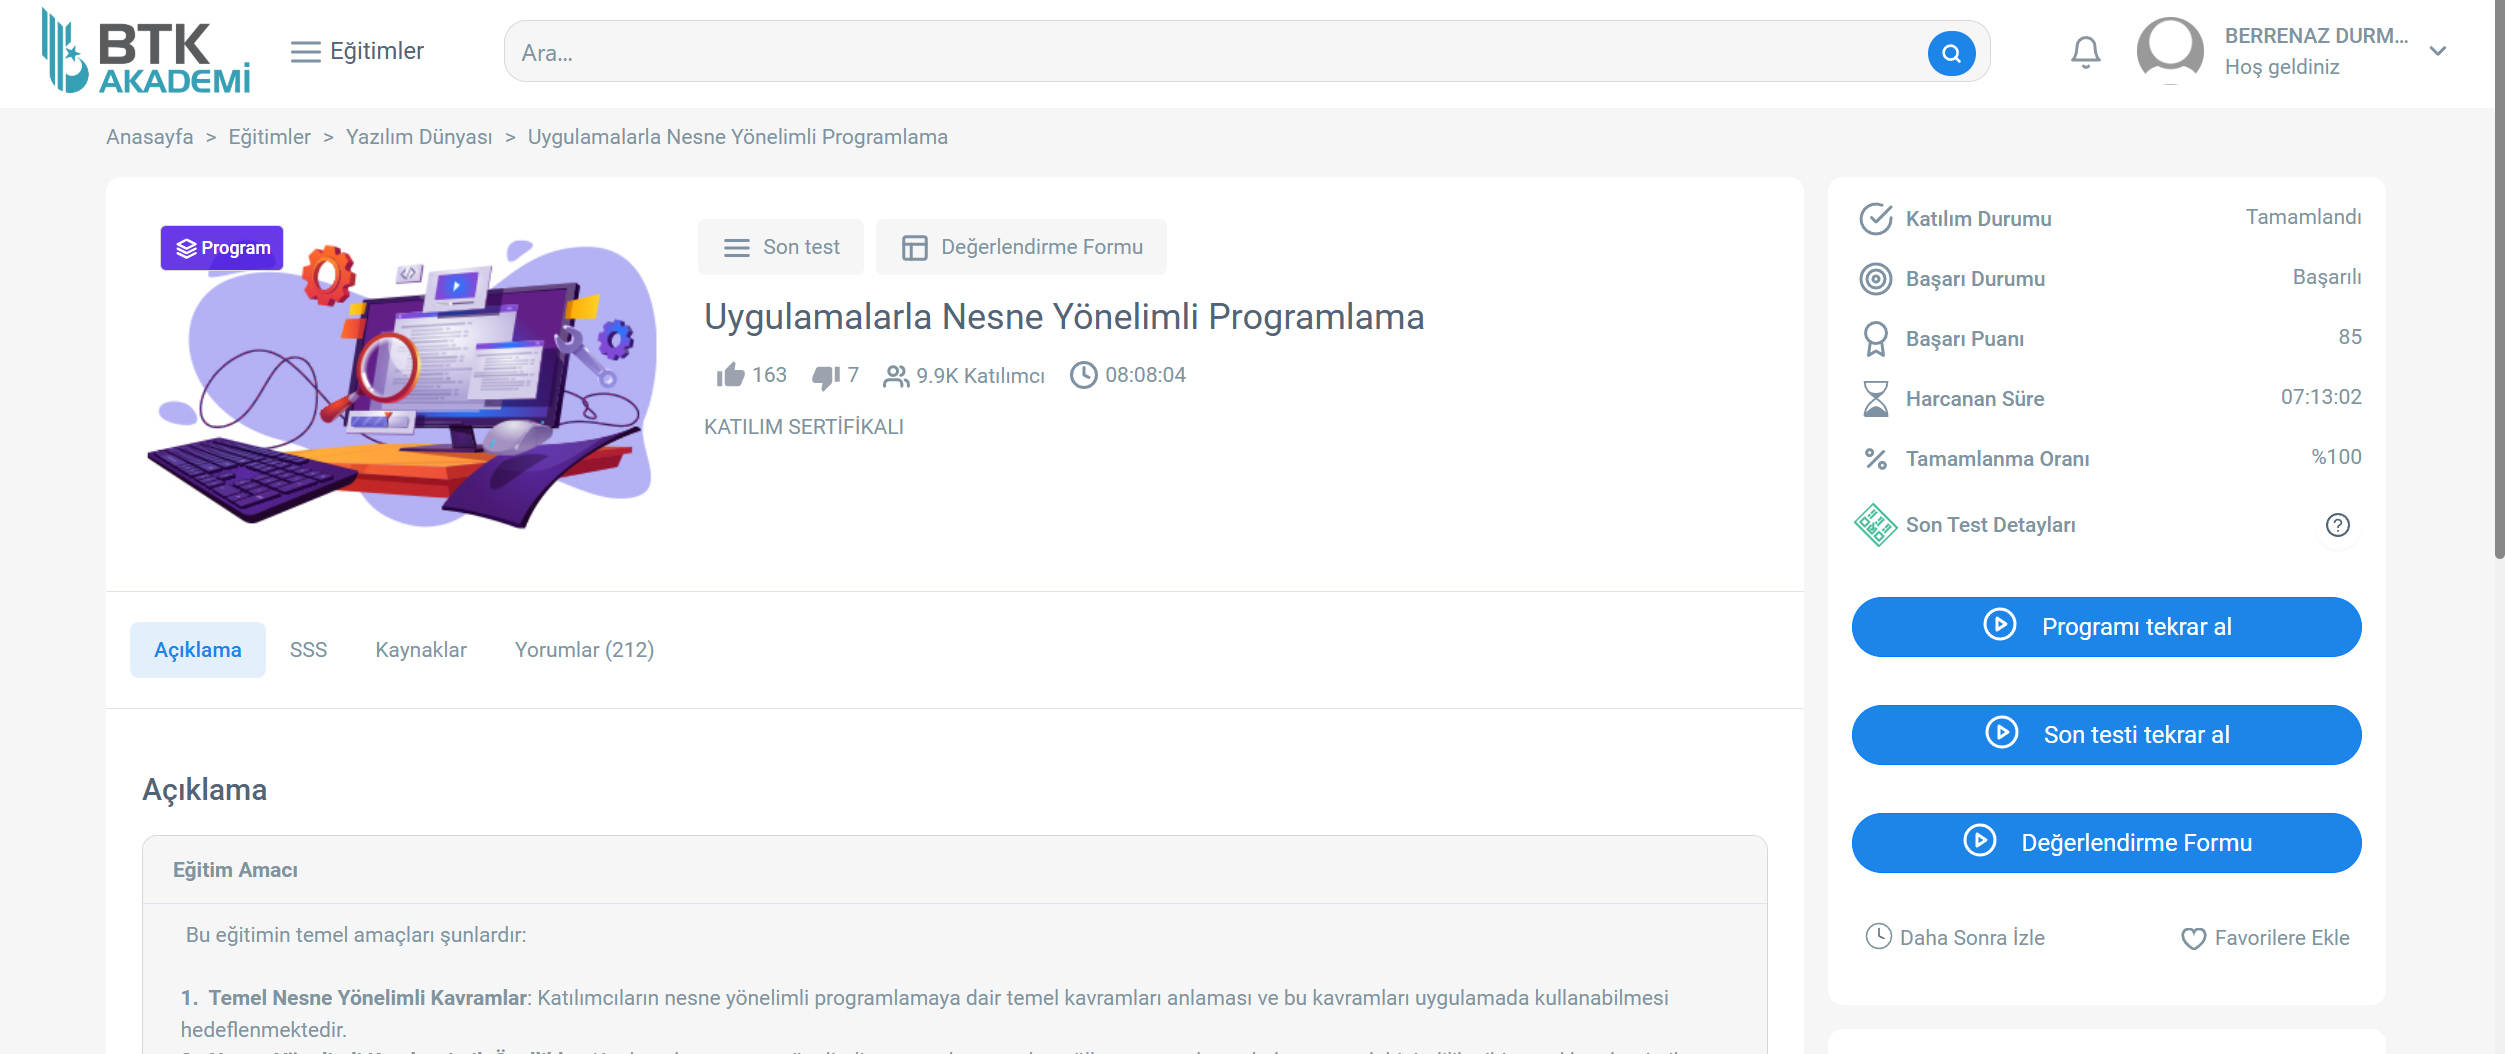 BTK
AKADEMİ
Eğitimler
Ara...
BERRENAZ DURM...
Hoş geldiniz
Anasayfa > Eğitimler > Yazılım Dünyası > Uygulamalarla Nesne Yönelimli Programlama
Program
Son test
Değerlendirme Formu
Uygulamalarla Nesne Yönelimli Programlama
163 7 9.9K Katılımcı 08:08:04
KATILIM SERTİFİKALI
Açıklama SSS Kaynaklar Yorumlar (212)
Açıklama
Eğitim Amacı
Bu eğitimin temel amaçları şunlardır:
1. Temel Nesne Yönelimli Kavramlar: Katılımcıların nesne yönelimli programlamaya dair temel kavramları anlaması ve bu kavramları uygulamada kullanabilmesi
hedeflenmektedir.
Katılım Durumu Tamamlandı
Başarı Durumu Başarılı
Başarı Puanı 85
Harcanan Süre 07:13:02
Tamamlanma Oranı %100
Son Test Detayları ?
Programı tekrar al
Son testi tekrar al
Değerlendirme Formu
Daha Sonra İzle Favorilere Ekle